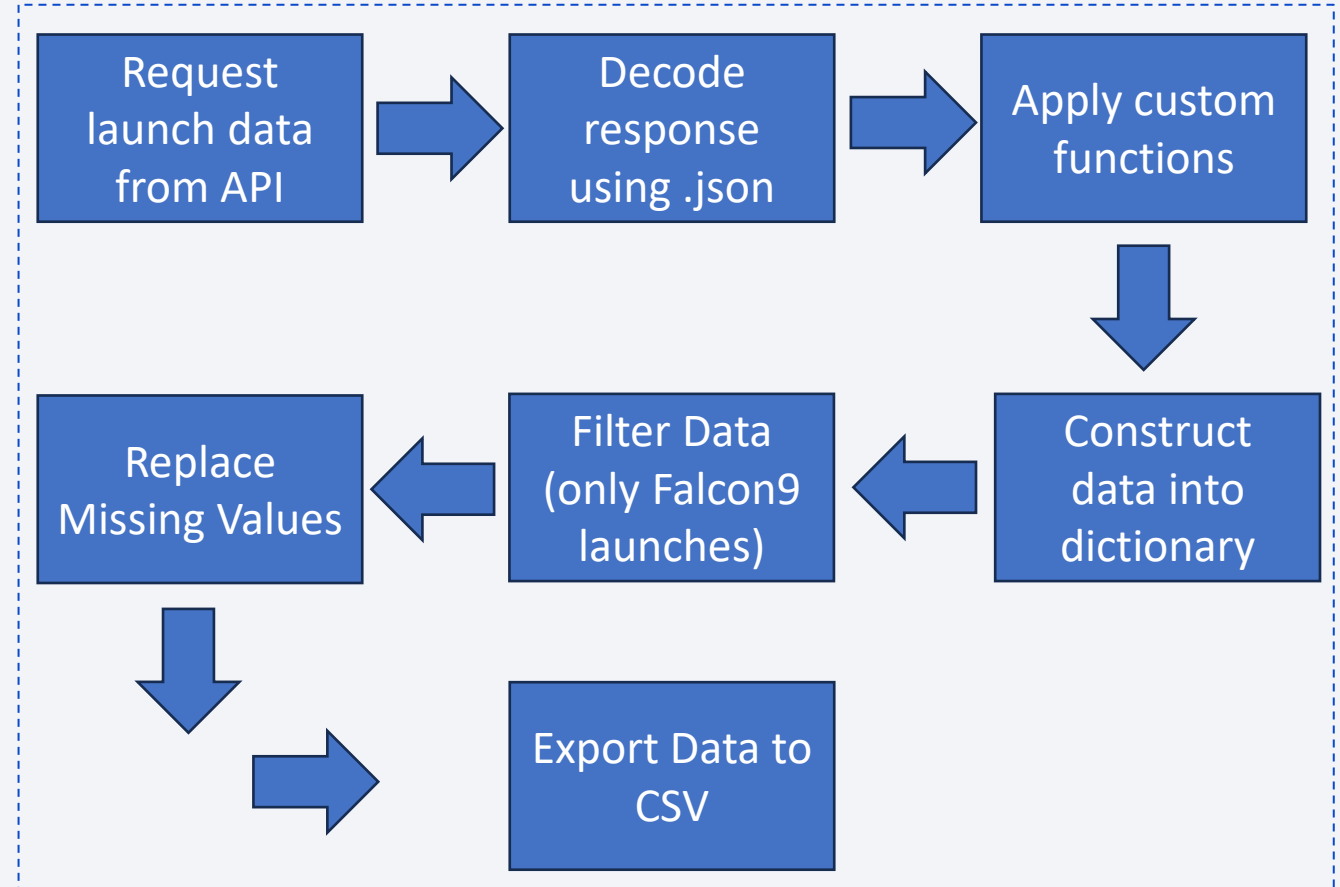 Request
launch data
from API
Decode
response
using .json
Apply custom
functions
Construct
data into
dictionary
Filter Data
(only Falcon9
launches)
Replace
Missing Values
Export Data to
CSV